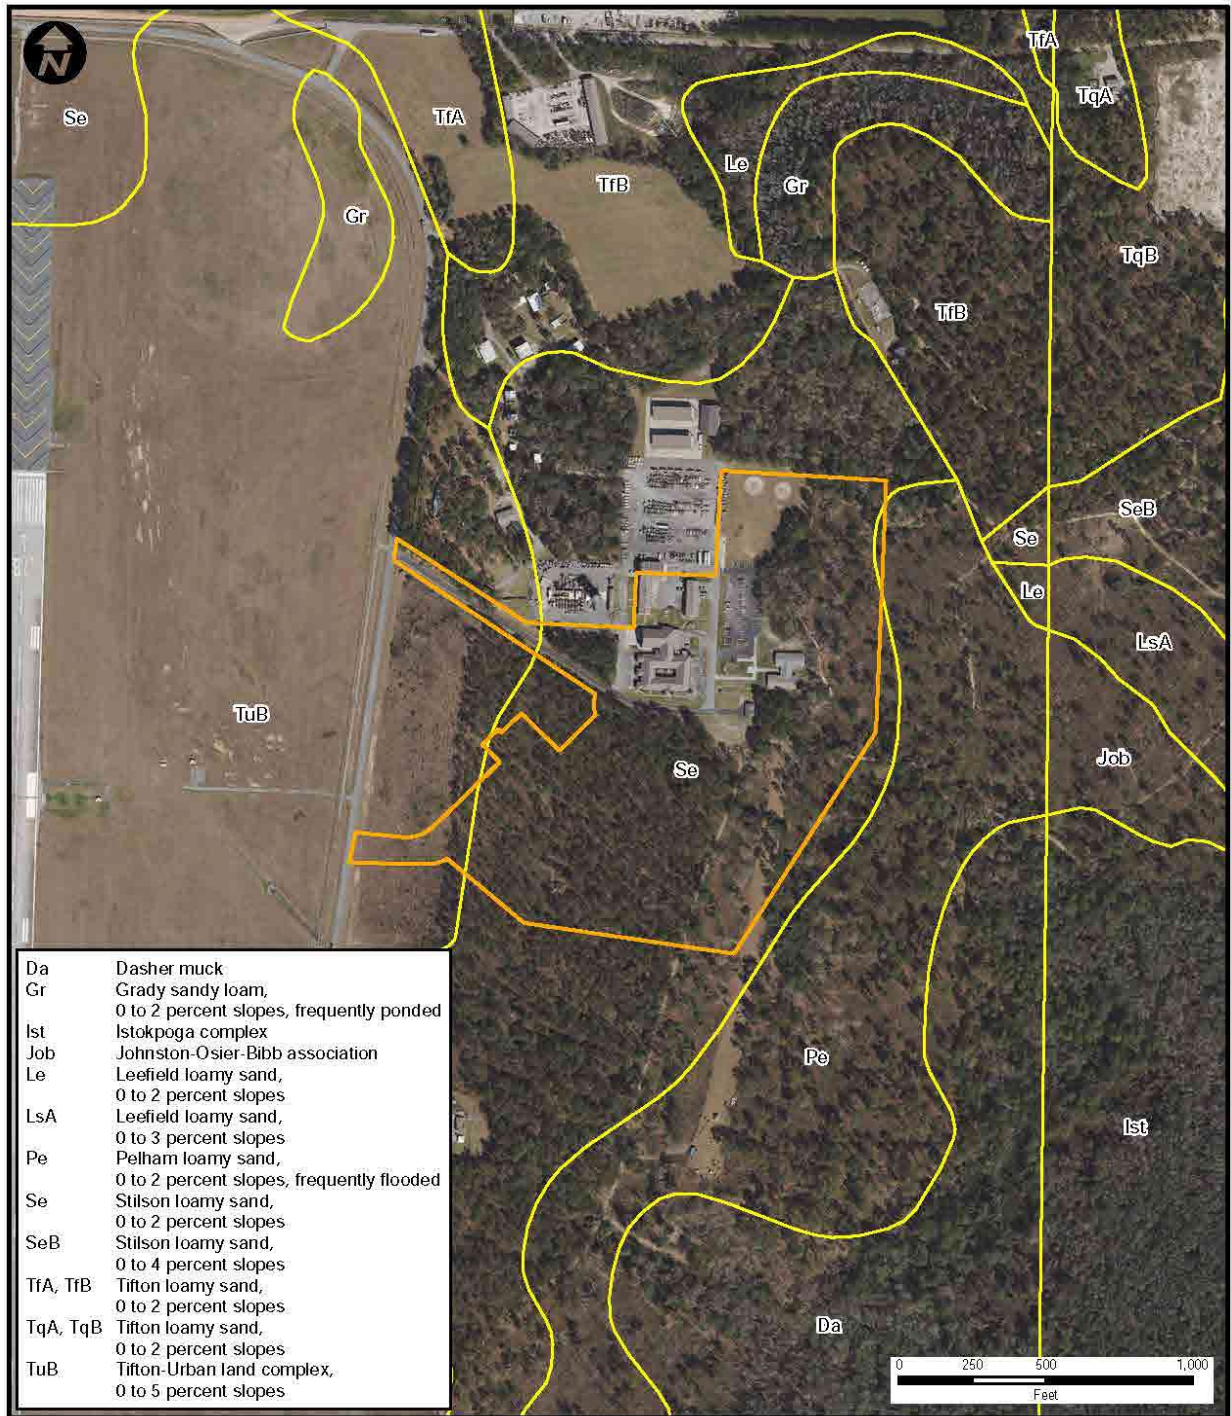 N
TfA
TqA
Se
TfA
Le
Gr
TfB
Gr
TqB
TfB
SeB
Se
Le
LsA
TuB
Job
Se
Pe
Ist
Da
Da Dasher muck
Gr Grady sandy loam,
0 to 2 percent slopes, frequently ponded
Ist Istokpoga complex
Job Johnston-Osier-Bibb association
Le Leefield loamy sand,
0 to 2 percent slopes
LsA Leefield loamy sand,
0 to 3 percent slopes
Pe Pelham loamy sand,
0 to 2 percent slopes, frequently flooded
Se Stilson loamy sand,
0 to 2 percent slopes
SeB Stilson loamy sand,
0 to 4 percent slopes
TfA, TfB Tifton loamy sand,
0 to 2 percent slopes
TqA, TqB Tifton loamy sand,
0 to 2 percent slopes
TuB Tifton-Urban land complex,
0 to 5 percent slopes
0 250 500 1,000
Feet